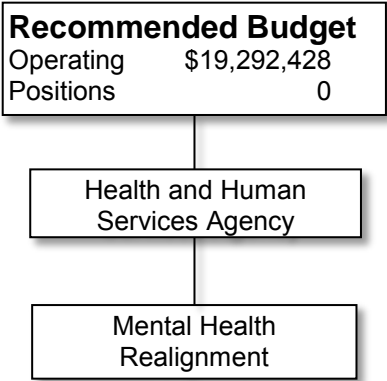 Recommended Budget
Operating $19,292,428
Positions 0
Health and Human
Services Agency
Mental Health
Realignment